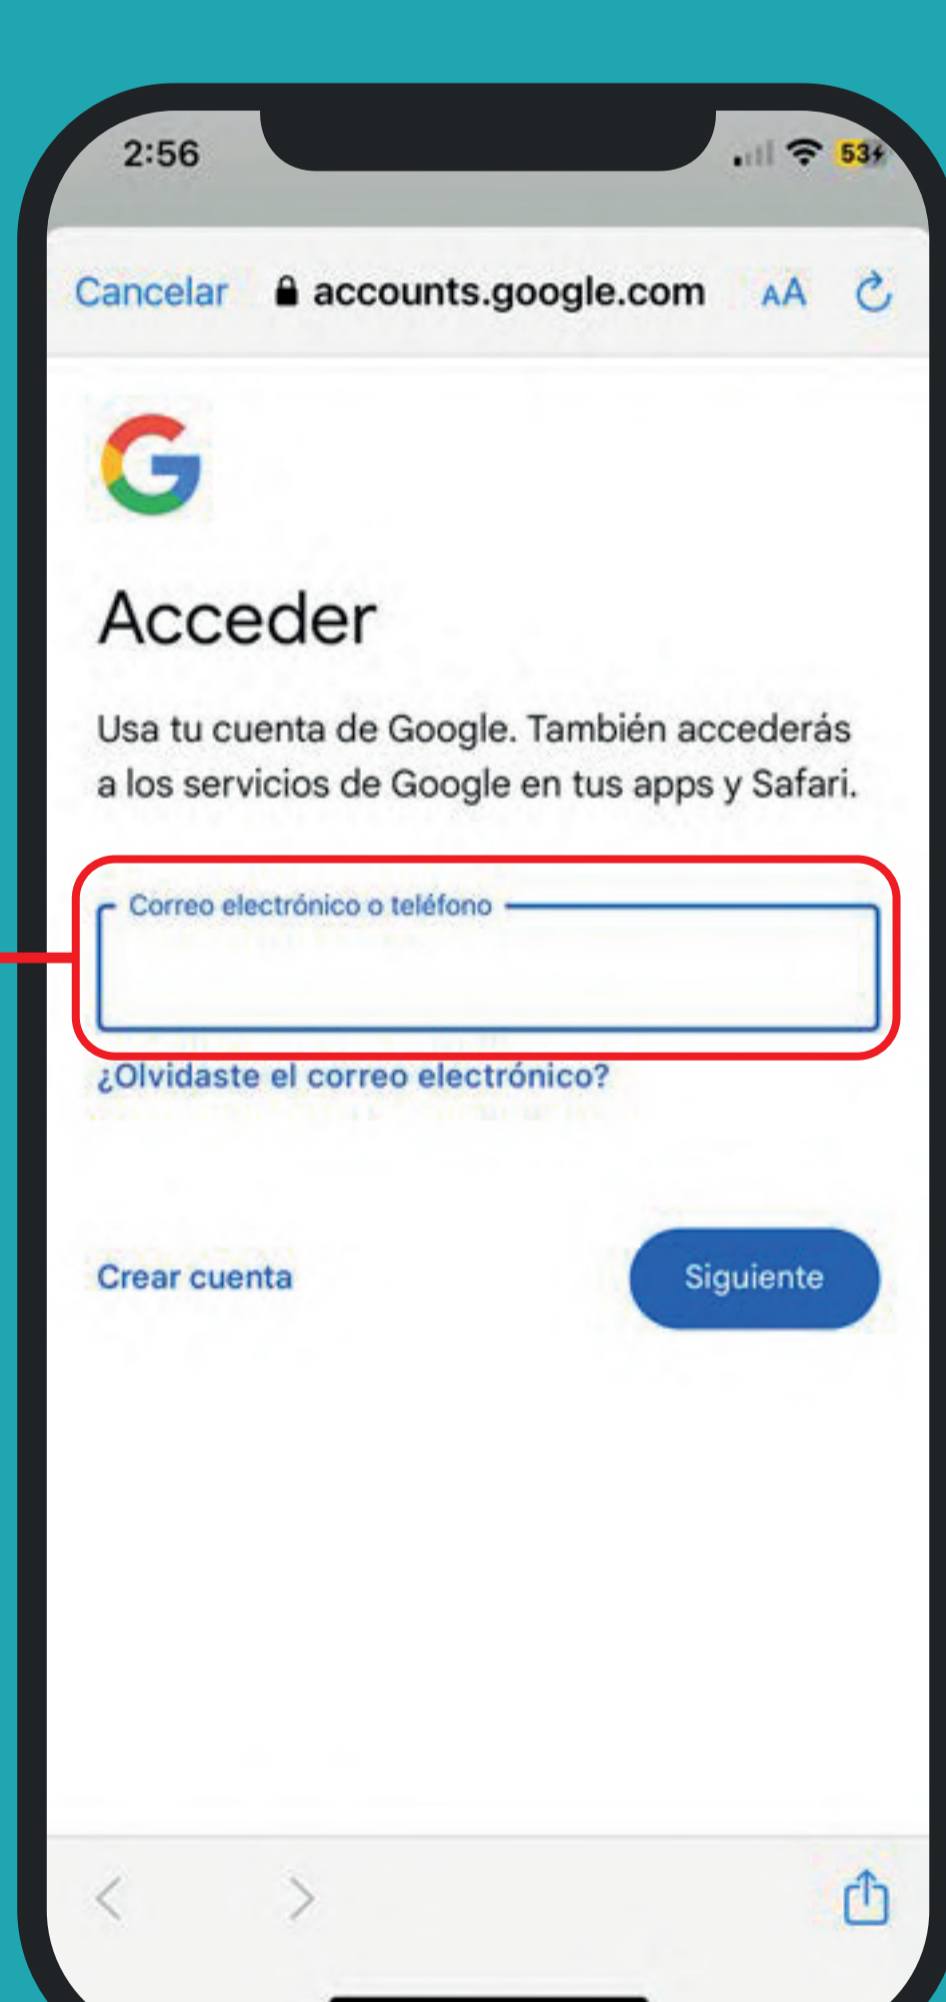 2:56
53
Cancelar accounts.google.com AA
G
Acceder
Usa tu cuenta de Google. También accederás
a los servicios de Google en tus apps y Safari.
Correo electrónico o teléfono
¿Olvidaste el correo electrónico?
Crear cuenta Siguiente